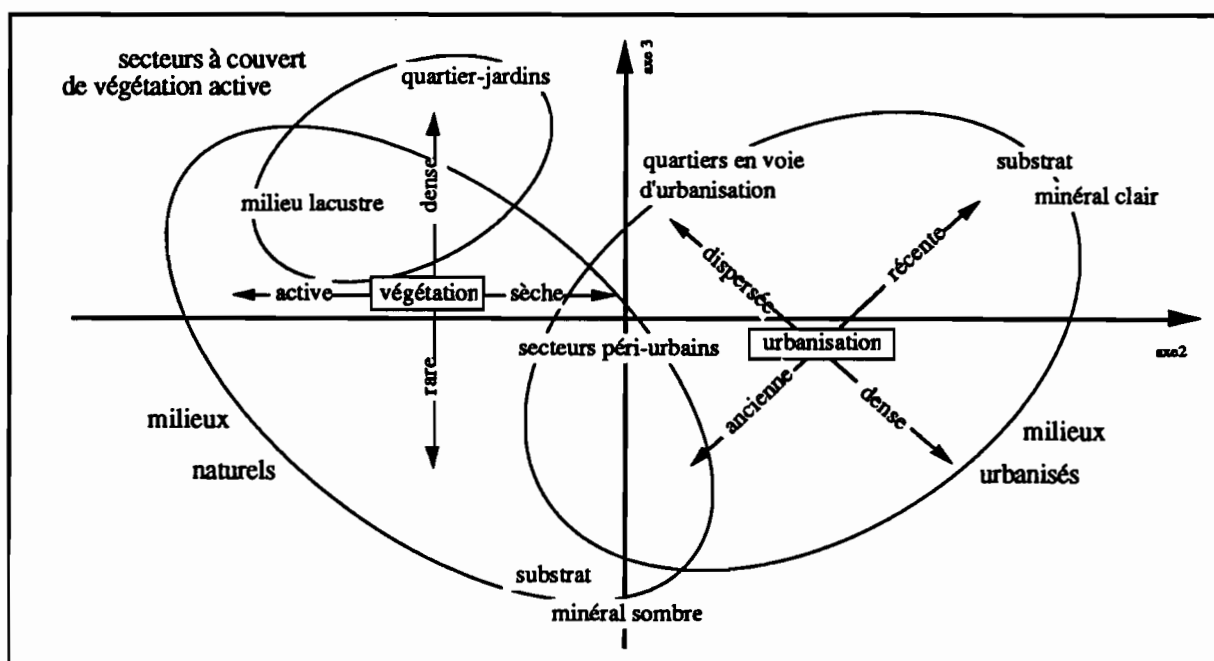 secteurs à couvert
de végétation active
quartier-jardins
axe 3
quartiers en voie
d'urbanisation
substrat
minéral clair
milieu lacustre
dense
dispersée
récente
active
végétation
sèche
axe2
secteurs péri-urbains
urbanisation
rare
ancienne
dense
milieux
naturels
milieux
urbanisés
substrat
minéral sombre